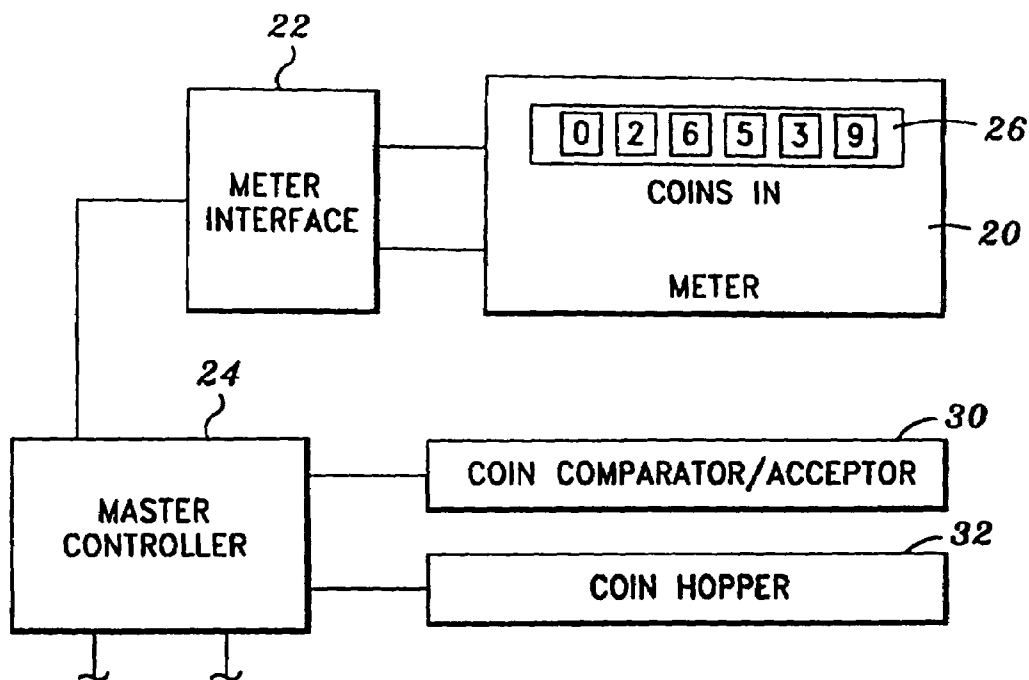 22
METER
INTERFACE
0 2 6 5 3 9
26
COINS IN
20
METER
24
MASTER
CONTROLLER
30
COIN COMPARATOR/ACCEPTOR
32
COIN HOPPER